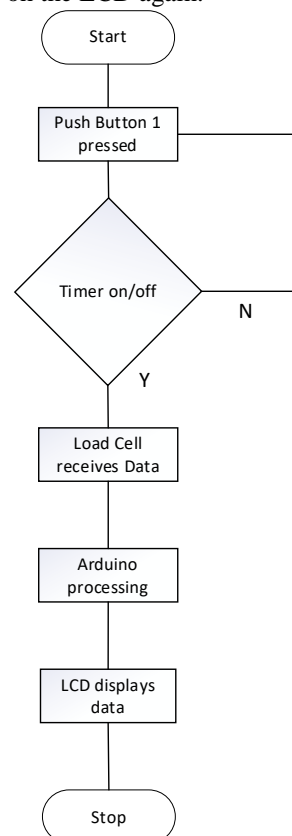 on the LCD again.
Start
Push Button 1
pressed
Timer on/off
N
Y
Load Cell
receives Data
Arduino
processing
LCD displays
data
Stop